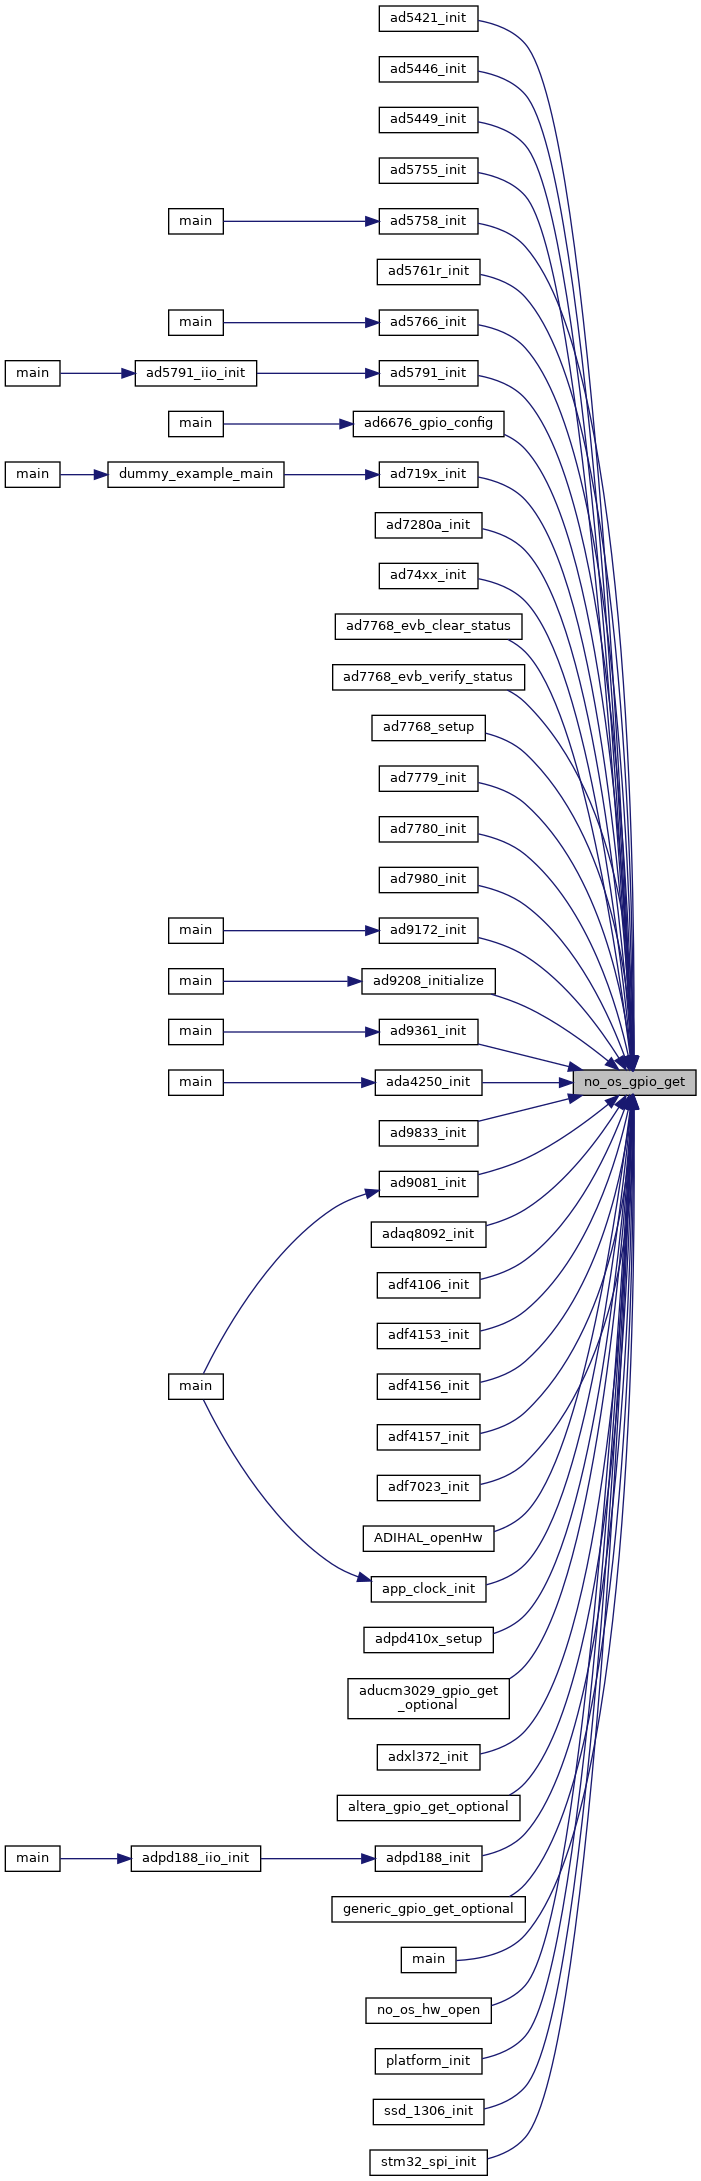 ad5421_init
ad5446_init
ad5449_init
ad5755_init
main
ad5758_init
ad5761r_init
main
ad5766_init
main
ad5791_iio_init
ad5791_init
main
ad6676_gpio_config
main
dummy_example_main
ad719x_init
ad7280a_init
ad74xx_init
ad7768_evb_clear_status
ad7768_evb_verify_status
ad7768_setup
ad7779_init
ad7780_init
ad7980_init
main
ad9172_init
main
ad9208_initialize
main
ad9361_init
main
ada4250_init
no_os_gpio_get
ad9833_init
ad9081_init
adaq8092_init
adf4106_init
adf4153_init
main
adf4156_init
adf4157_init
adf7023_init
ADIHAL_openHw
app_clock_init
adpd410x_setup
aducm3029_gpio_get
_optional
adxl372_init
altera_gpio_get_optional
main
adpd188_iio_init
adpd188_init
generic_gpio_get_optional
main
no_os_hw_open
platform_init
ssd_1306_init
stm32_spi_init